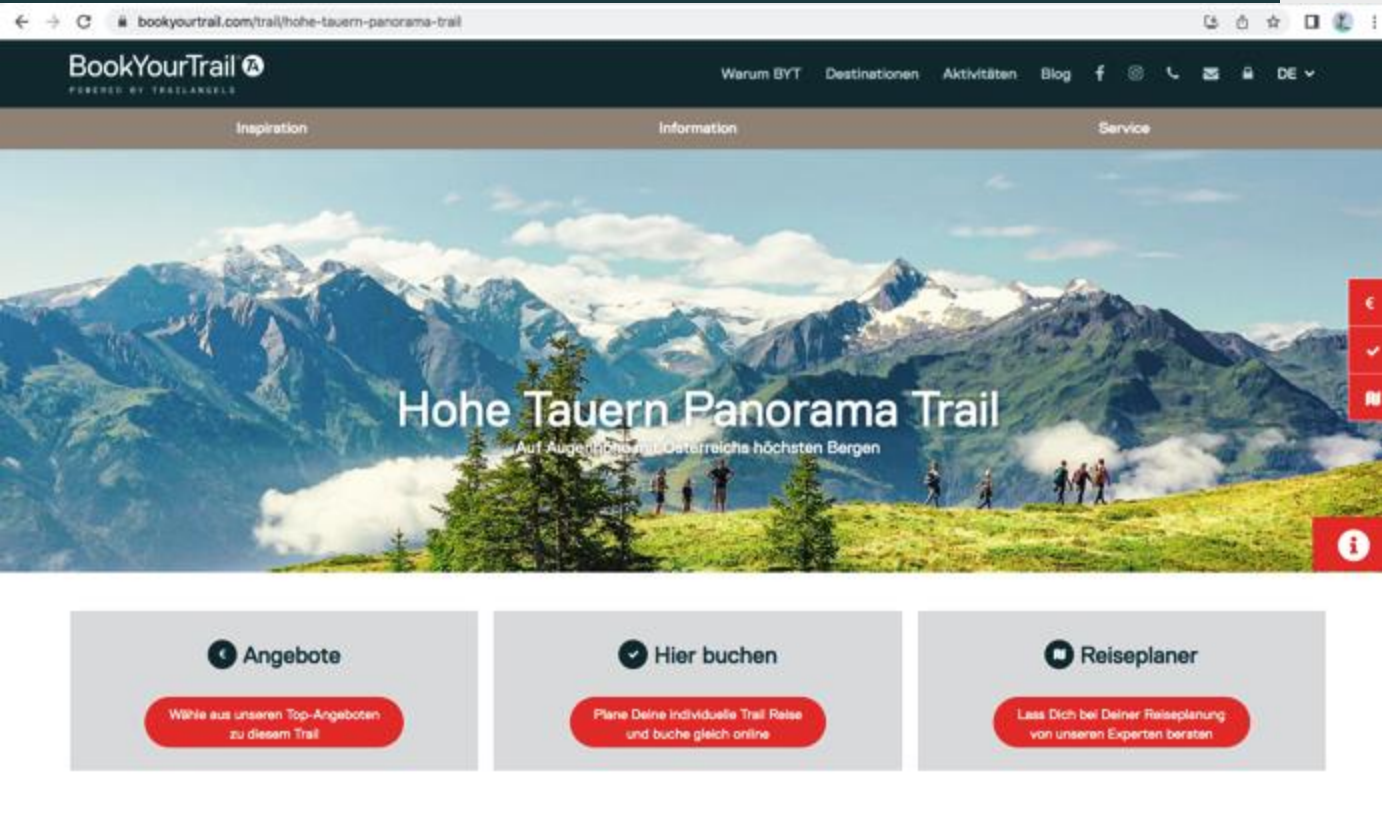 bookyourtrail.com/trail/hohe-tauern-panorama-trail
BookYourTrail
POWERED BY TRAILANGELS
Warum BYT Destinationen Aktivitäten Blog DE
Inspiration Information Service
Hohe Tauern Panorama Trail
Auf Augenhöhe mit Österreichs höchsten Bergen
€
Angebote
Wähle aus unseren Top-Angeboten
zu diesem Trail
Hier buchen
Plane Deine individuelle Trail Reise
und buche gleich online
Reiseplaner
Lass Dich bei Deiner Reiseplanung
von unseren Experten beraten